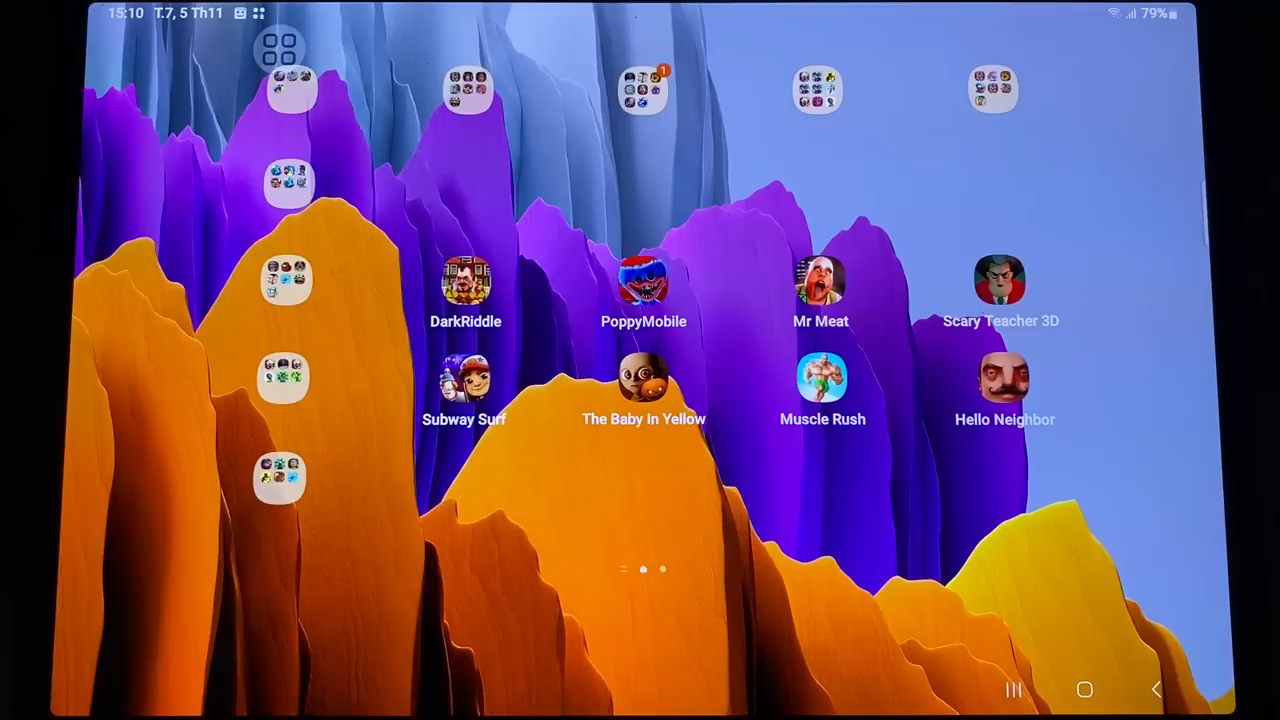 15:10 T.7, 5 Th11 79%
1
DarkRiddle PoppyMobile Mr Meat Scary Teacher 3D
Subway Surf The Baby In Yellow Muscle Rush Hello Neighbor